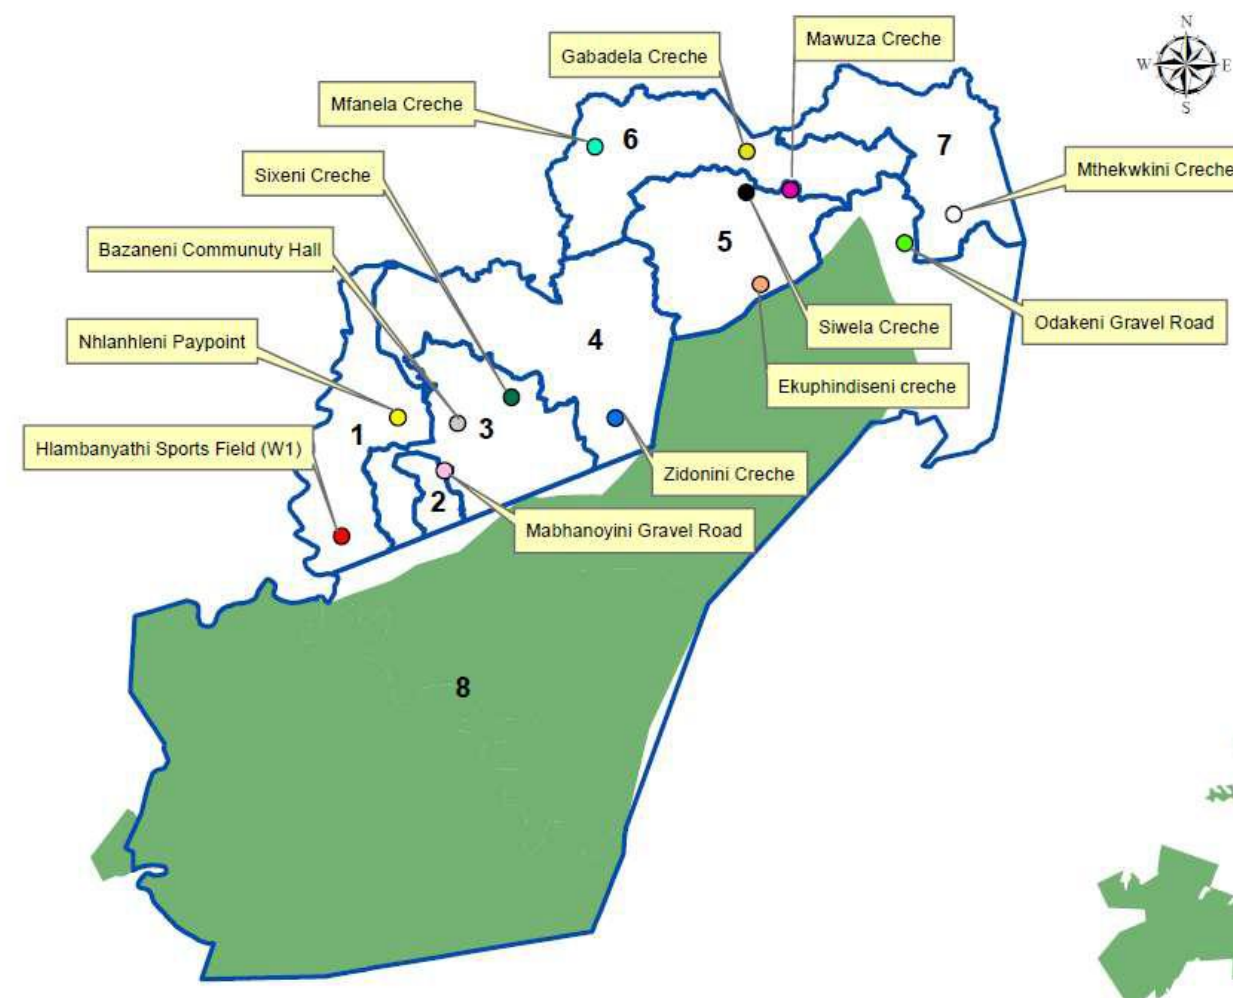 N
Mawuza Creche
Gabadela Creche
W
E
S
Mfanela Creche
6
7
Sixeni Creche
Mthekwkini Creche
Bazaneni Communuty Hall
5
Siwela Creche
Odakeni Gravel Road
Nhlanhleni Paypoint
4
Ekuphindiseni creche
1
3
Hlambanyathi Sports Field (W1)
Zidonini Creche
2
Mabhanoyini Gravel Road
8